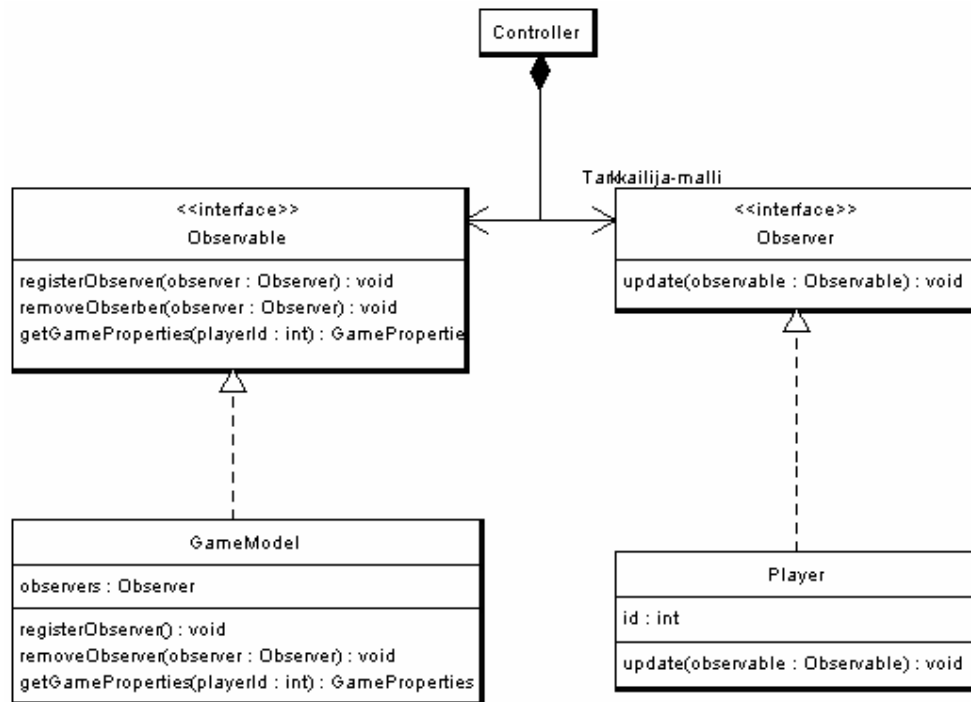 Controller
Tarkkailija-malli
<<interface>>
Observable
registerObserver(observer : Observer) : void
removeObserber(observer : Observer) : void
getGameProperties(playerId : int) : GamePropertie
<<interface>>
Observer
update(observable : Observable) : void
GameModel
observers : Observer
registerObserver() : void
removeObserver(observer : Observer) : void
getGameProperties(playerId : int) : GameProperties
Player
id : int
update(observable : Observable) : void